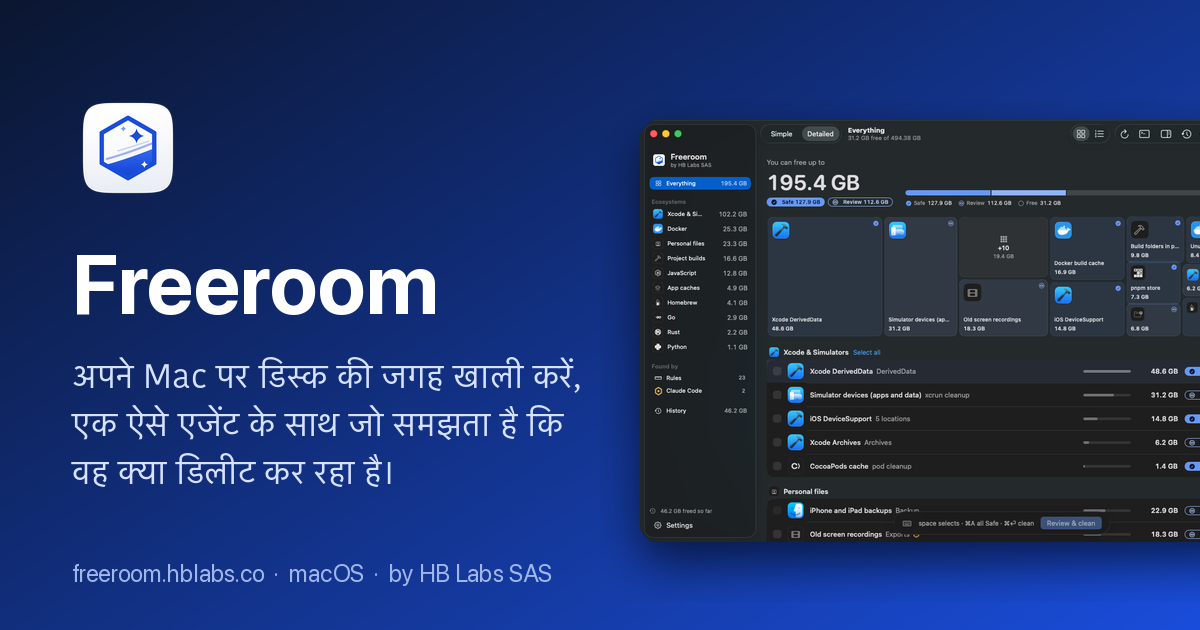 Freeroom
अपने Mac पर डिस्क की जगह खाली करें,
एक ऐसे एजेंट के साथ जो समझता है कि
वह क्या डिलीट कर रहा है।
freeroom.hblabs.co · macOS · by HB Labs SAS
Freeroom
by HB Labs SAS
Everything 195.4 GB
Ecosystems
Xcode & Si... 102.2 GB
Docker 25.3 GB
Personal files 23.3 GB
Project builds 16.6 GB
JavaScript 12.8 GB
App caches 4.9 GB
Homebrew 4.1 GB
Go 2.9 GB
Rust 2.2 GB
Python 1.1 GB
Found by
Rules 23
Claude Code 2
History 46.2 GB
46.2 GB freed so far
Settings
Simple Detailed
Everything
31.2 GB free of 494.38 GB
You can free up to
195.4 GB
Safe 127.9 GB Review 112.6 GB
Safe 127.9 GB Review 112.6 GB Free 31.2 GB
Xcode DerivedData
48.6 GB
Simulator devices (ap...
31.2 GB
+10
19.4 GB
Old screen recordings
18.3 GB
Docker build cache
16.9 GB
iOS DeviceSupport
14.8 GB
Build folders in p...
9.8 GB
pnpm store
7.3 GB
6.8 GB
Unu
8.4
6.2 G
Xcode & Simulators Select all
Xcode DerivedData DerivedData 48.6 GB
Simulator devices (apps and data) xcrun cleanup 31.2 GB
iOS DeviceSupport 5 locations 14.8 GB
Xcode Archives Archives 6.2 GB
CocoaPods cache pod cleanup 1.4 GB
Personal files
iPhone and iPad backups Backup 22.9 GB
space selects · ⌘A all Safe · ⌘↩ clean Review & clean
Old screen recordings Exports 18.3 GB